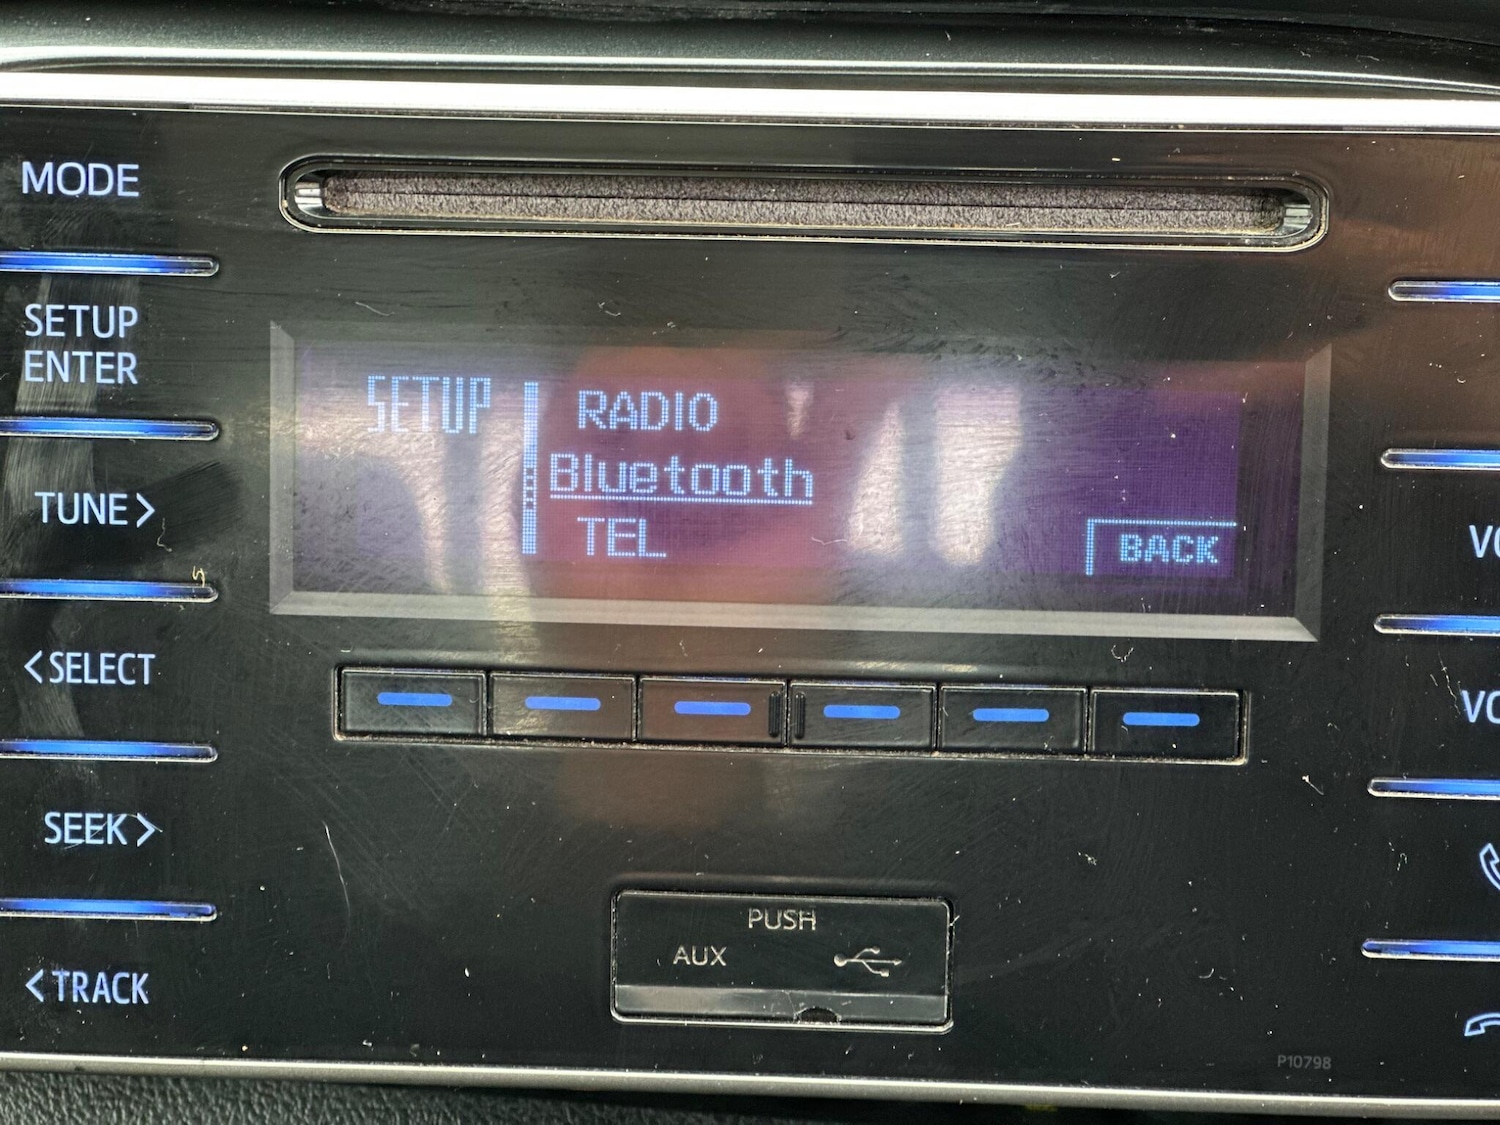 MODE
SETUP
ENTER
TUNE>
<SELECT
SEEK>
<TRACK
SETUP
RADIO
Bluetooth
TEL
BACK
PUSH
AUX
P10798